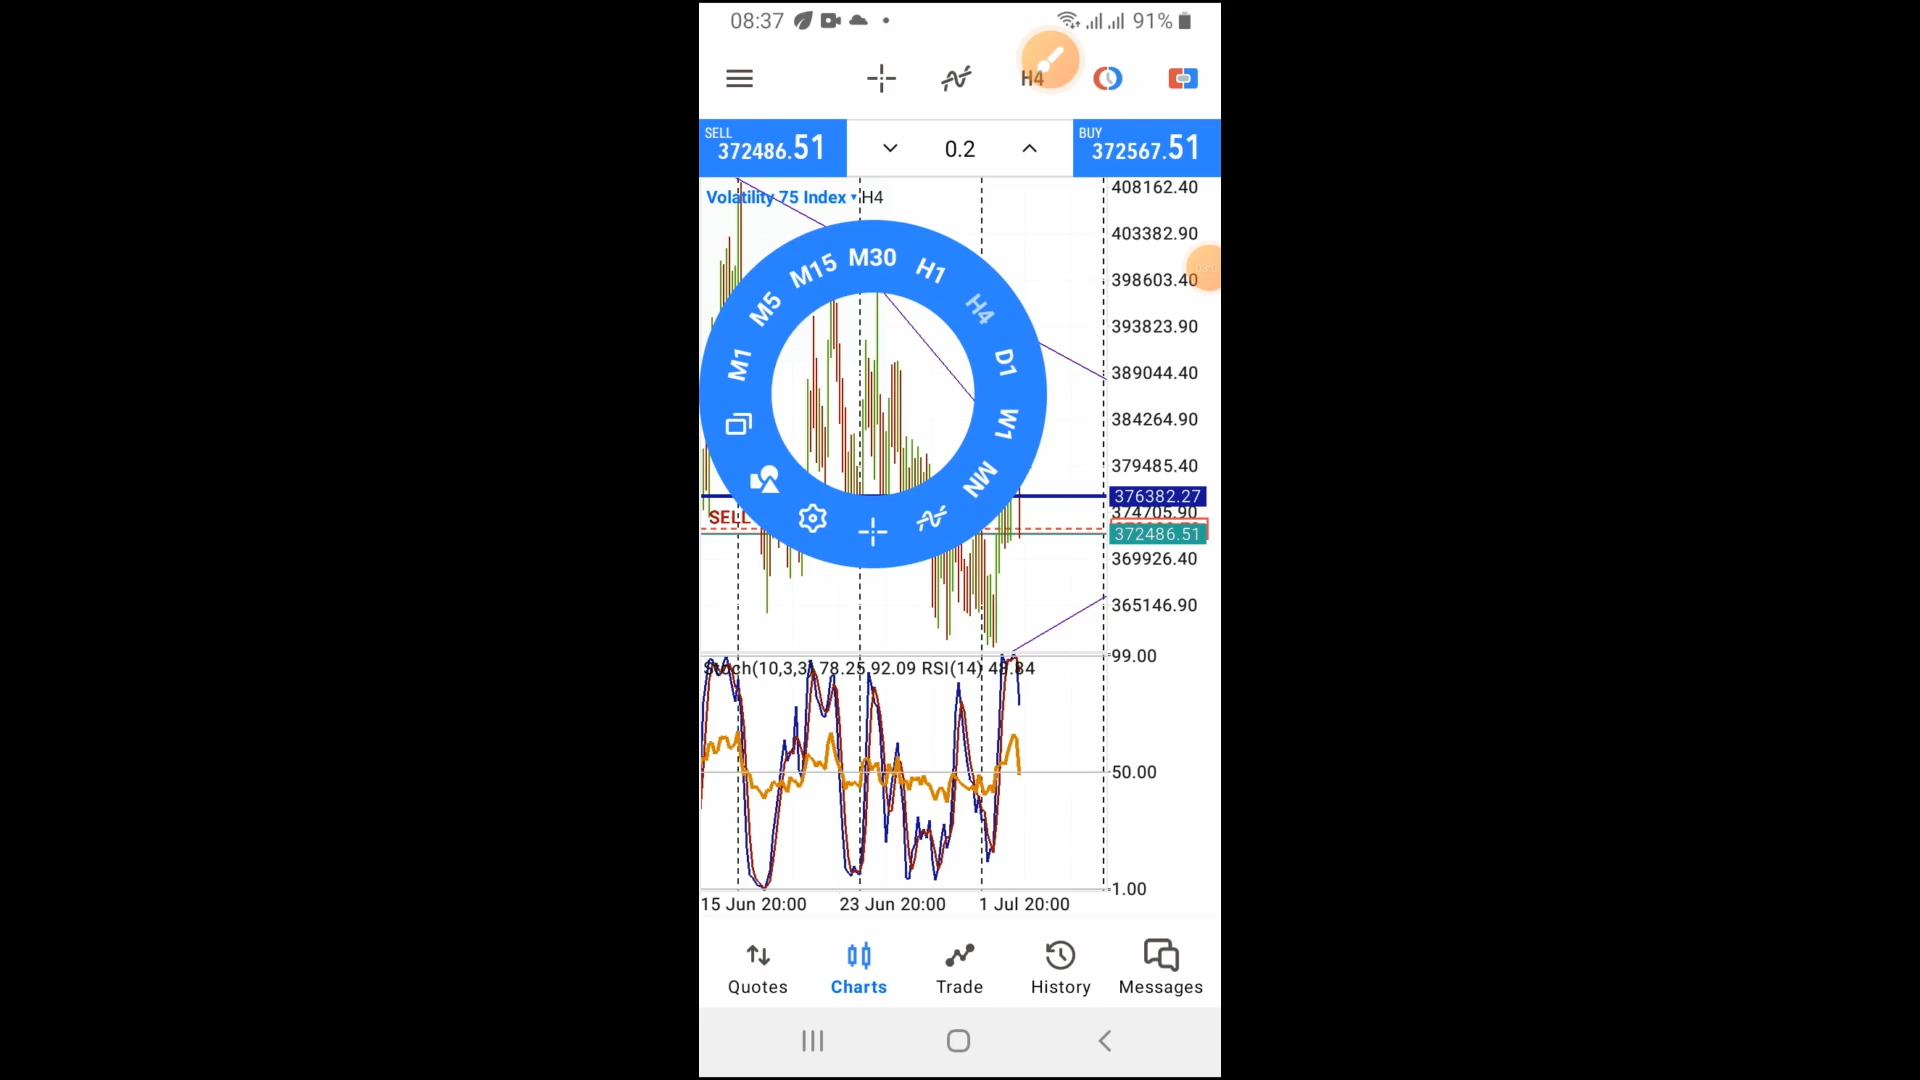 08:37 91%
H4
SELL
372486.51
0.2
BUY
372567.51
Volatility 75 Index H4
408162.40
403382.90
398603.40
393823.90
389044.40
384264.90
379485.40
376382.27
374705.90
372486.51
369926.40
365146.90
M1
M5
M15
M30
H1
H4
D1
W1
MN
SELL
Stoch(10,3,3) 78.25,92.09 RSI(14) 48.84
99.00
50.00
1.00
15 Jun 20:00 23 Jun 20:00 1 Jul 20:00
Quotes Charts Trade History Messages